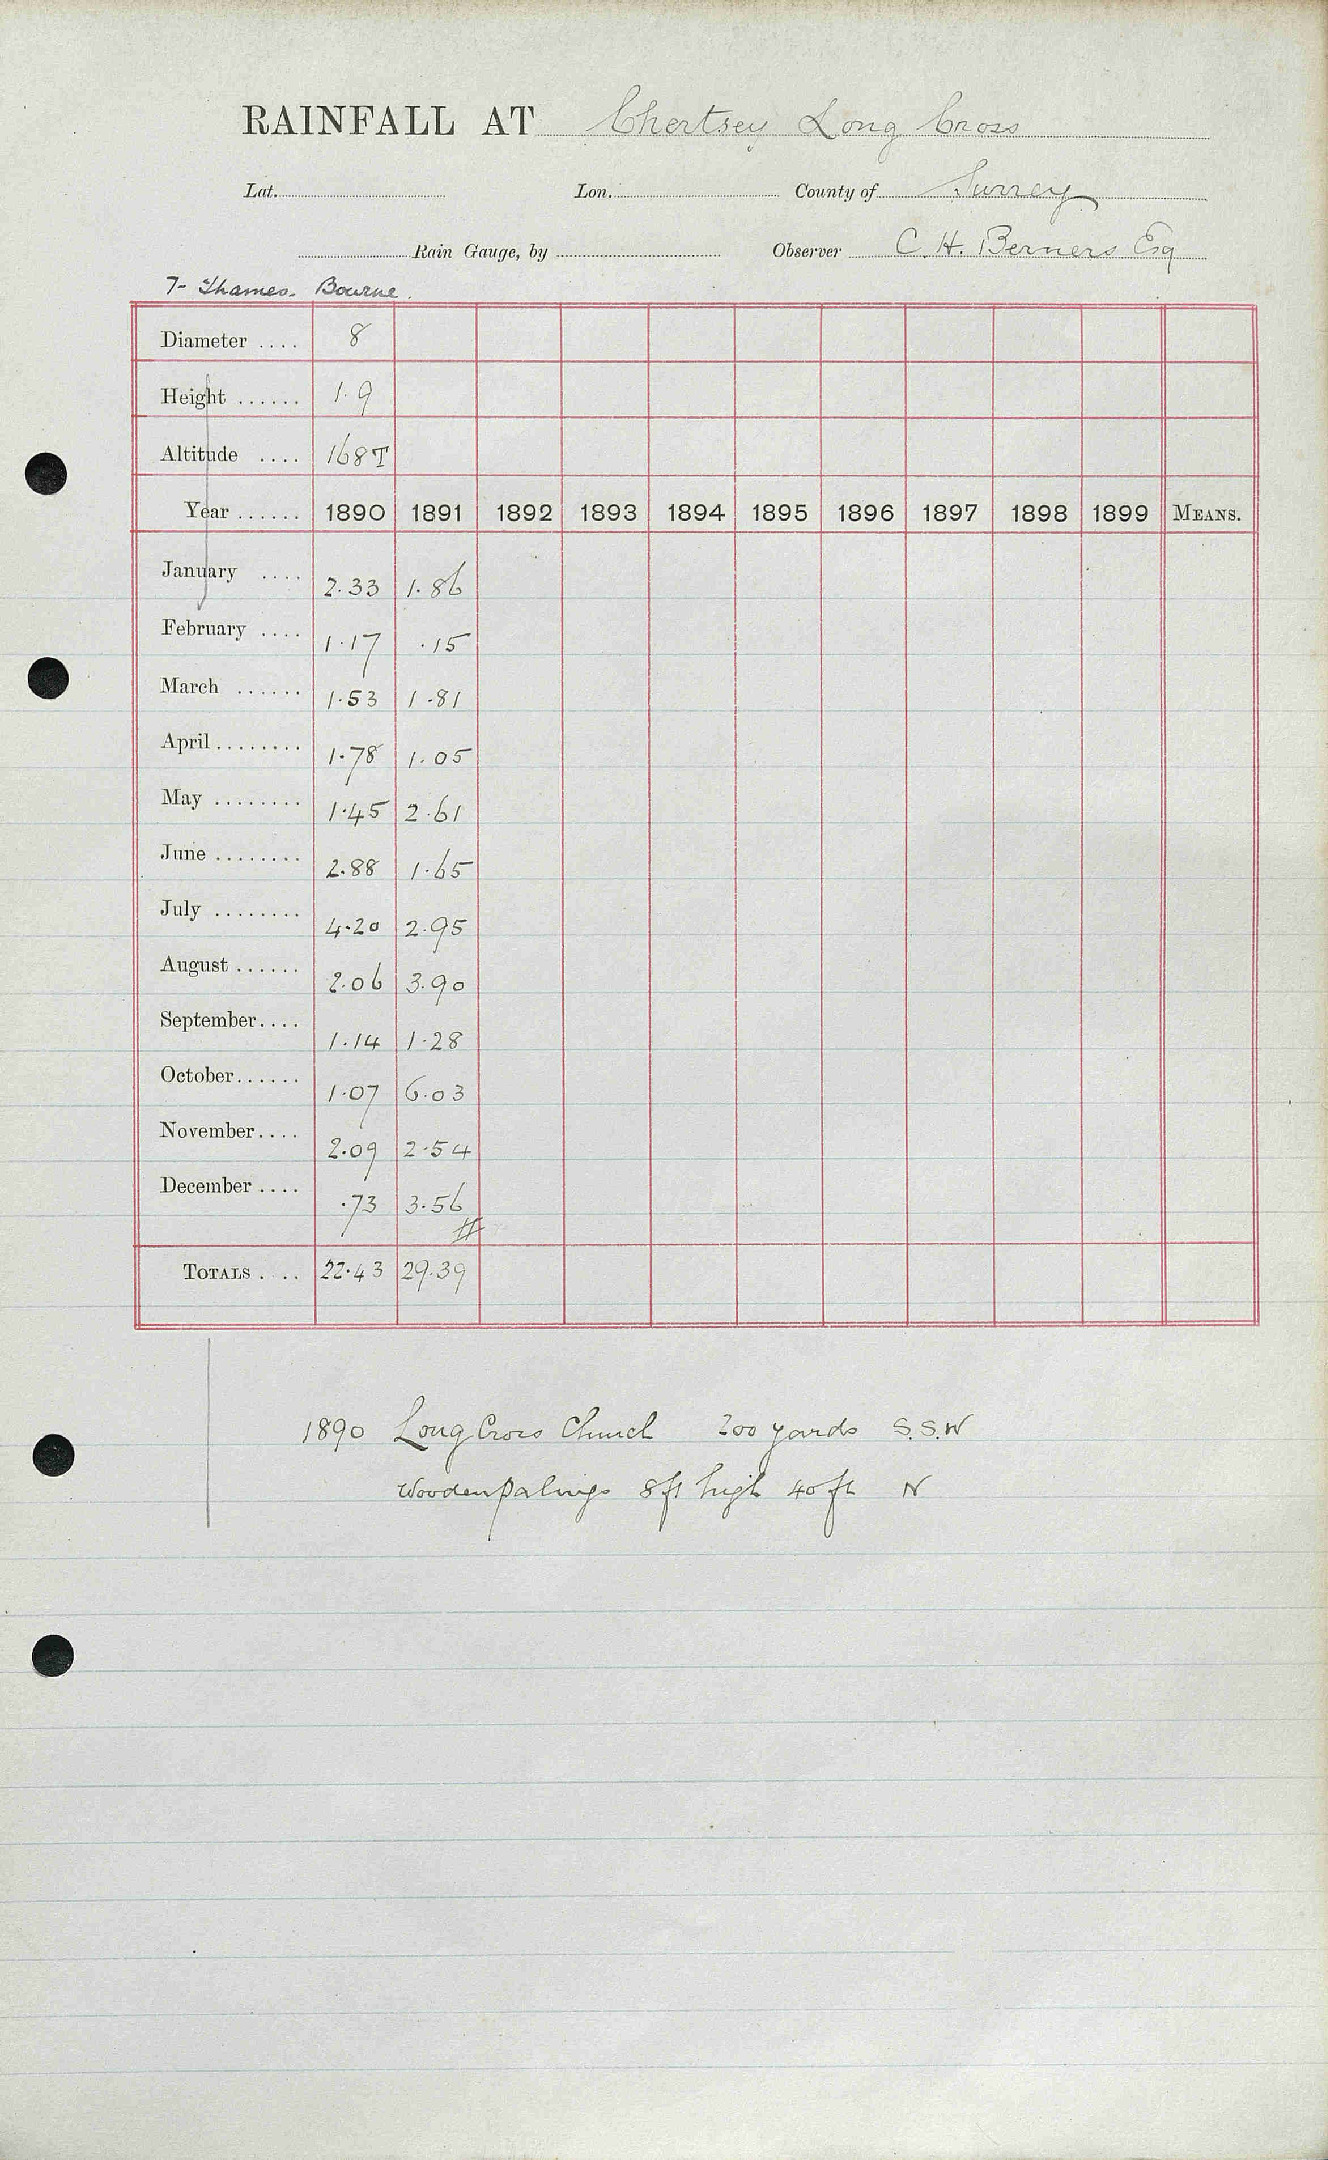 RAINFALL AT Chertsey Long Cross
Lat. Lon. County of Surrey
Rain Gauge, by Observer C. H. Berners Esq
7- Thames. Bourne.
Diameter .... 8
Height ...... 1.9
Altitude .... 168T
Year ...... 1890 1891 1892 1893 1894 1895 1896 1897 1898 1899 MEANS.
January .... 2.33 1.86
February .... 1.17 .15
March ...... 1.53 1.81
April ........ 1.78 1.05
May ........ 1.45 2.61
June ........ 2.88 1.65
July ........ 4.20 2.95
August ...... 2.06 3.90
September.... 1.14 1.28
October...... 1.07 6.03
November.... 2.09 2.54
December .... .73 3.56
#
TOTALS .... 22.43 29.39
1890 Long Cross Church 200 yards S.S.W
Wooden palings 8ft high 40 ft N